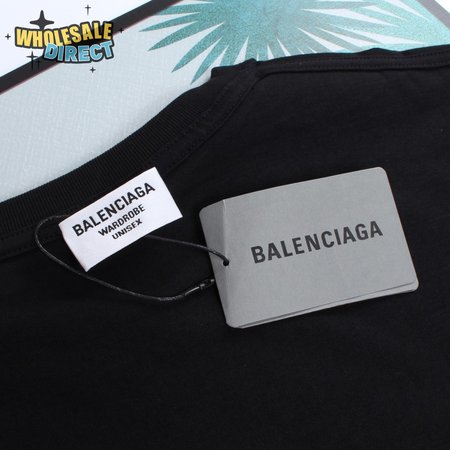 WHOLESALE
DIRECT
BALENCIAGA
WARDROBE
UNISEX
BALENCIAGA